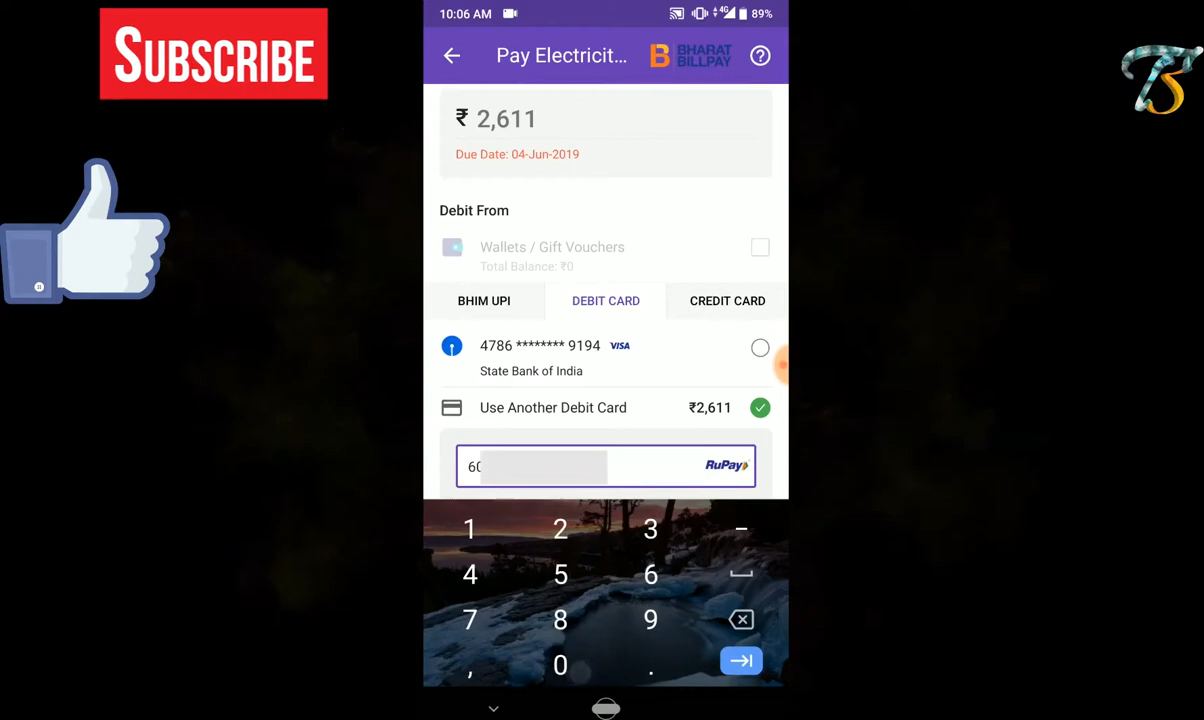 SUBSCRIBE
10:06 AM
4G
89%
Pay Electricit...
B BHARAT BILLPAY
?
₹ 2,611
Due Date: 04-Jun-2019
Debit From
Wallets / Gift Vouchers
Total Balance: ₹0
BHIM UPI DEBIT CARD CREDIT CARD
4786 ******** 9194 VISA
State Bank of India
Use Another Debit Card ₹2,611
60
RuPay
1 2 3 -
4 5 6
7 8 9
, 0 .